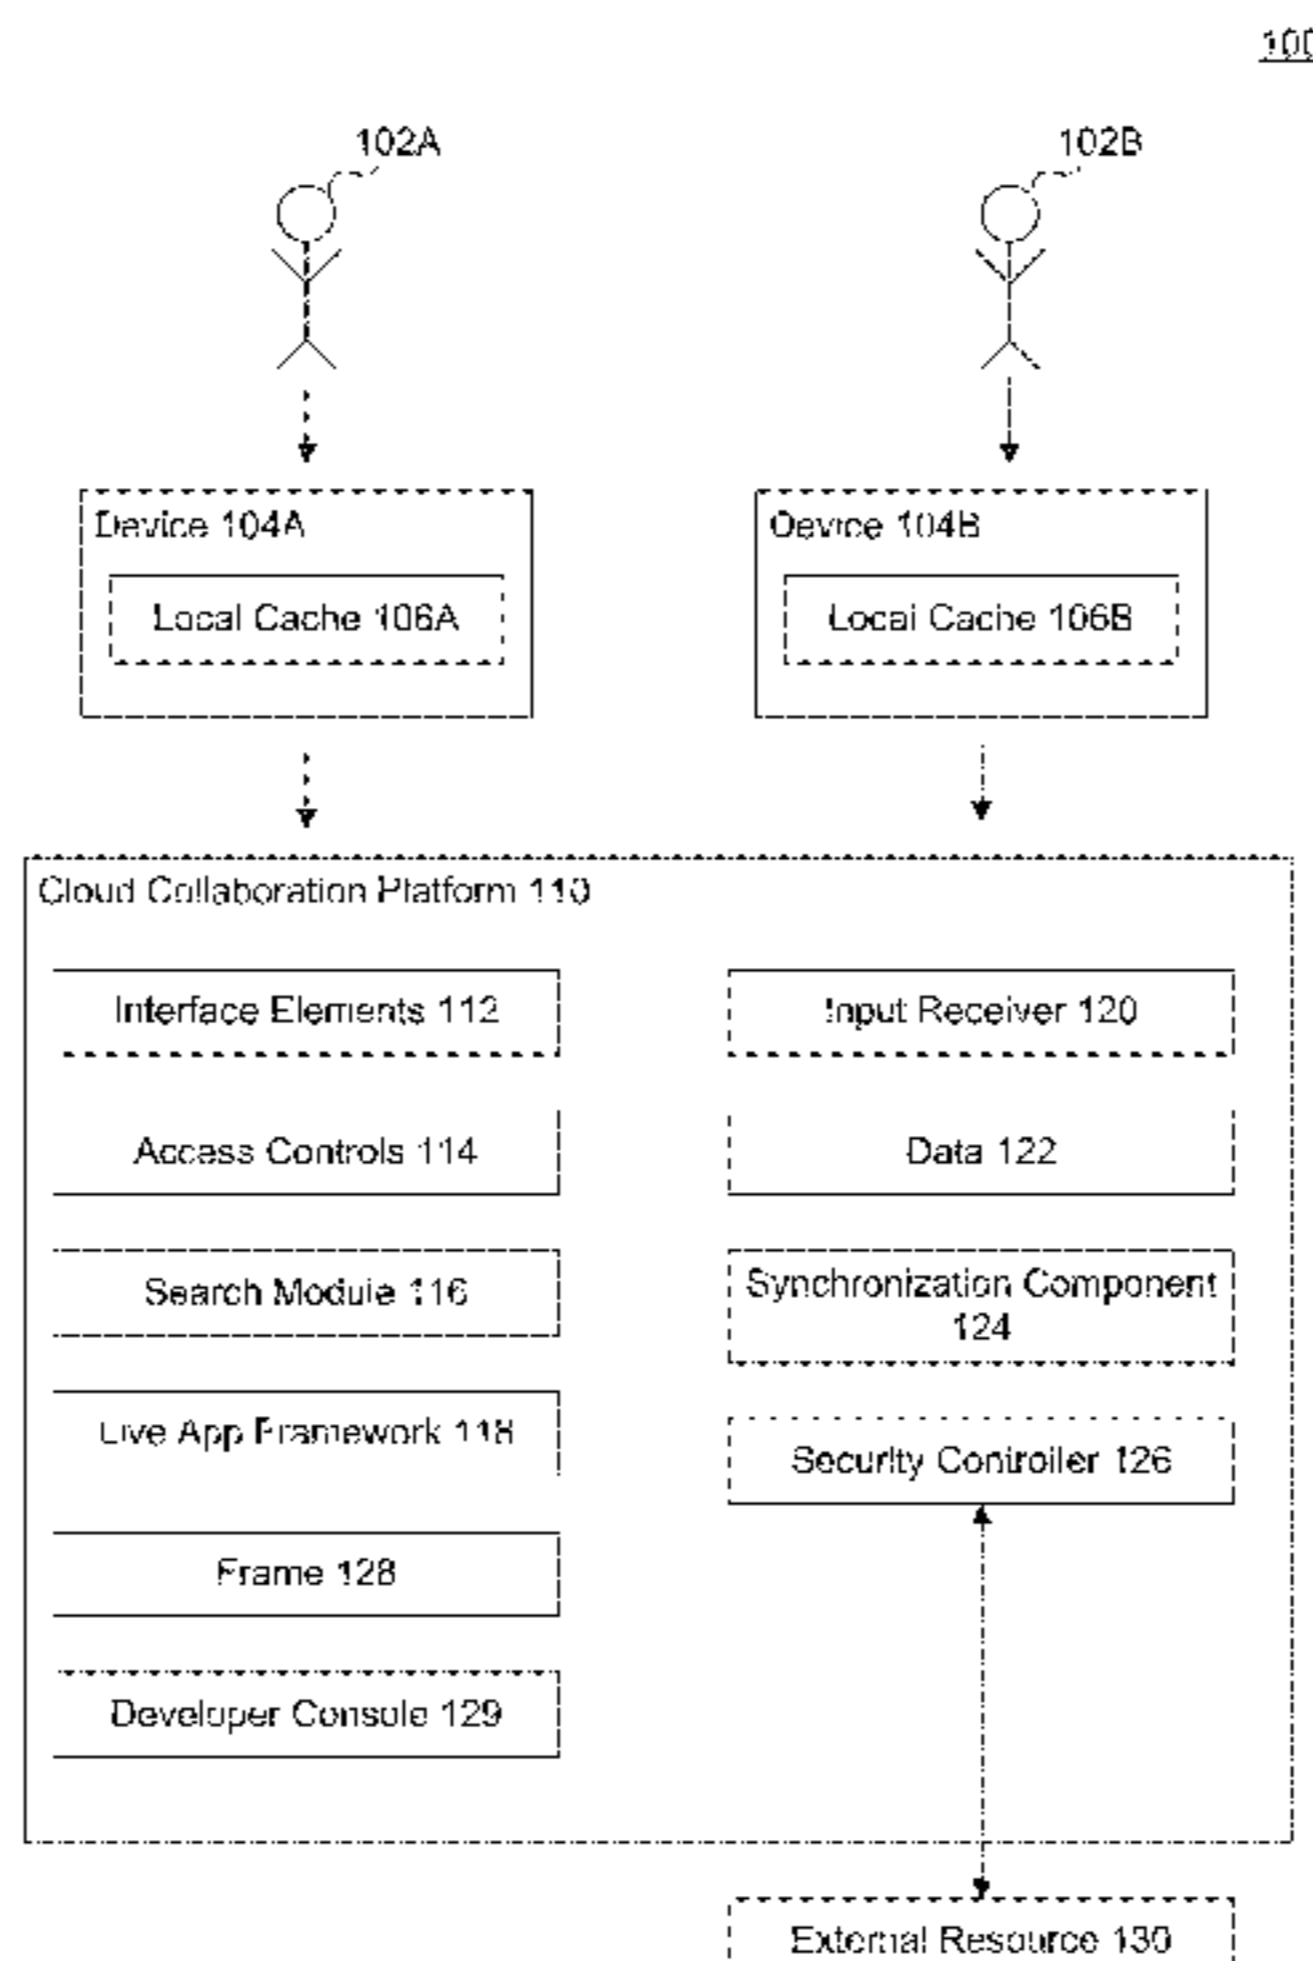 100
102A
102B
Device 104A
Device 104B
Local Cache 106A
Local Cache 106B
Cloud Collaboration Platform 110
Interface Elements 112
Input Receiver 120
Access Controls 114
Data 122
Search Module 116
Synchronization Component
124
Live App Framework 118
Security Controller 126
Frame 128
Developer Console 129
External Resource 130